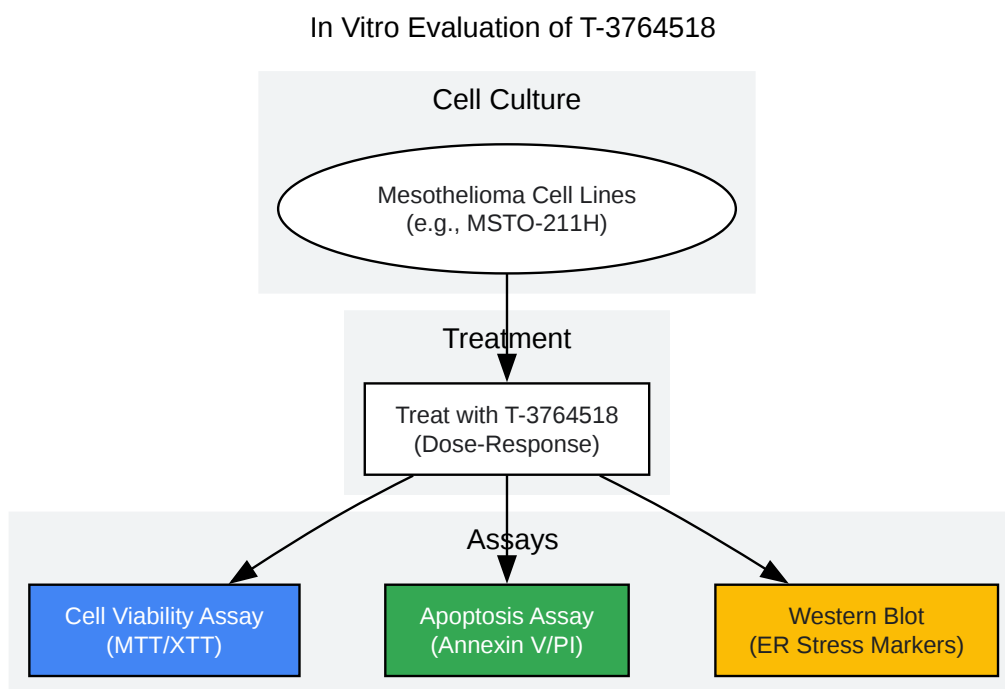 In Vitro Evaluation of T-3764518
Cell Culture
Mesothelioma Cell Lines
(e.g., MSTO-211H)
Treatment
Treat with T-3764518
(Dose-Response)
Assays
Cell Viability Assay
(MTT/XTT)
Apoptosis Assay
(Annexin V/PI)
Western Blot
(ER Stress Markers)